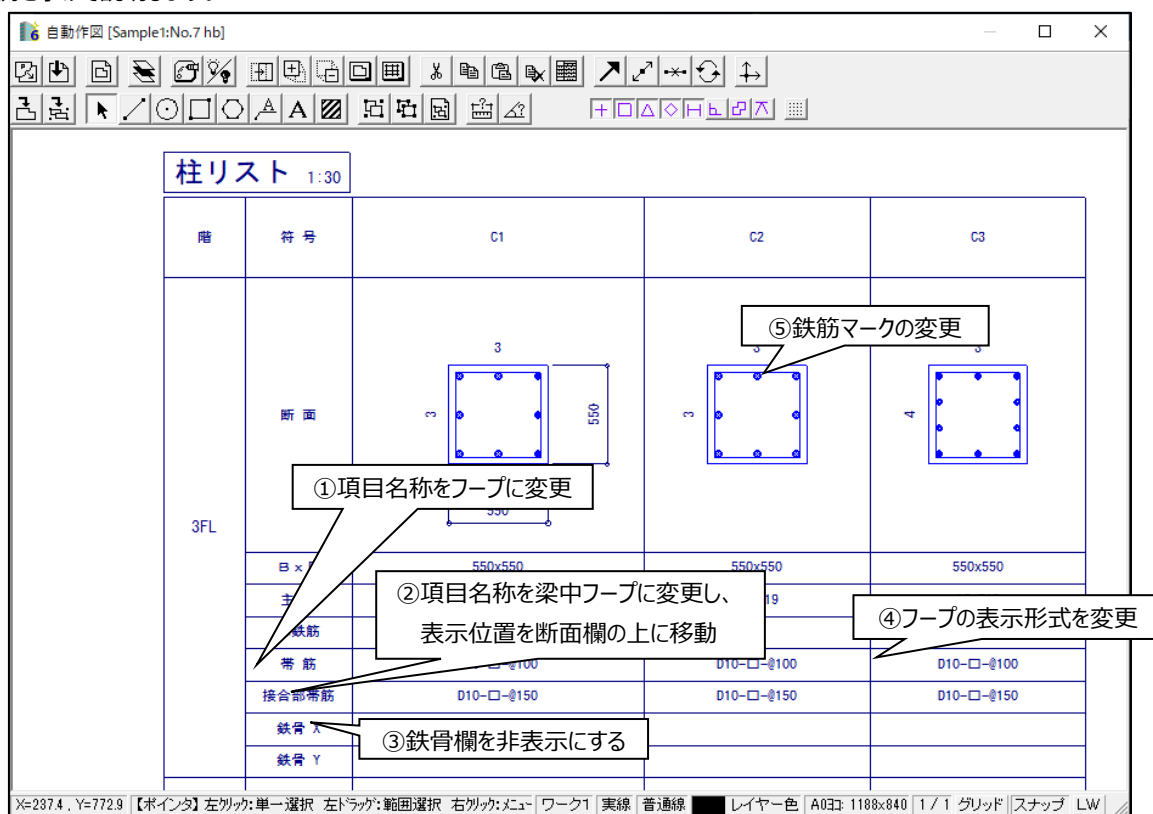 自動作図 [Sample1:No.7 hb]
柱リスト 1:30
階 符 号 C1 C2 C3
⑤鉄筋マークの変更
3
断 面 3 550 3 4
①項目名称をフープに変更
550
3FL
B x 550x550 550x550 550x550
②項目名称を梁中フープに変更し、
表示位置を断面欄の上に移動
主 19
④フープの表示形式を変更
鉄筋
帯 筋 D10-□-@100 D10-□-@100 D10-□-@100
接合部帯筋 D10-□-@150 D10-□-@150 D10-□-@150
鉄骨 X
③鉄骨欄を非表示にする
鉄骨 Y
X=237.4 , Y=772.9 【ポインタ】 左クリック:単一選択 左ドラッグ:範囲選択 右クリック:メニュー ワーク1 実線 普通線 レイヤー色 A0ヨコ: 1188x840 1 / 1 グリッド スナップ LW